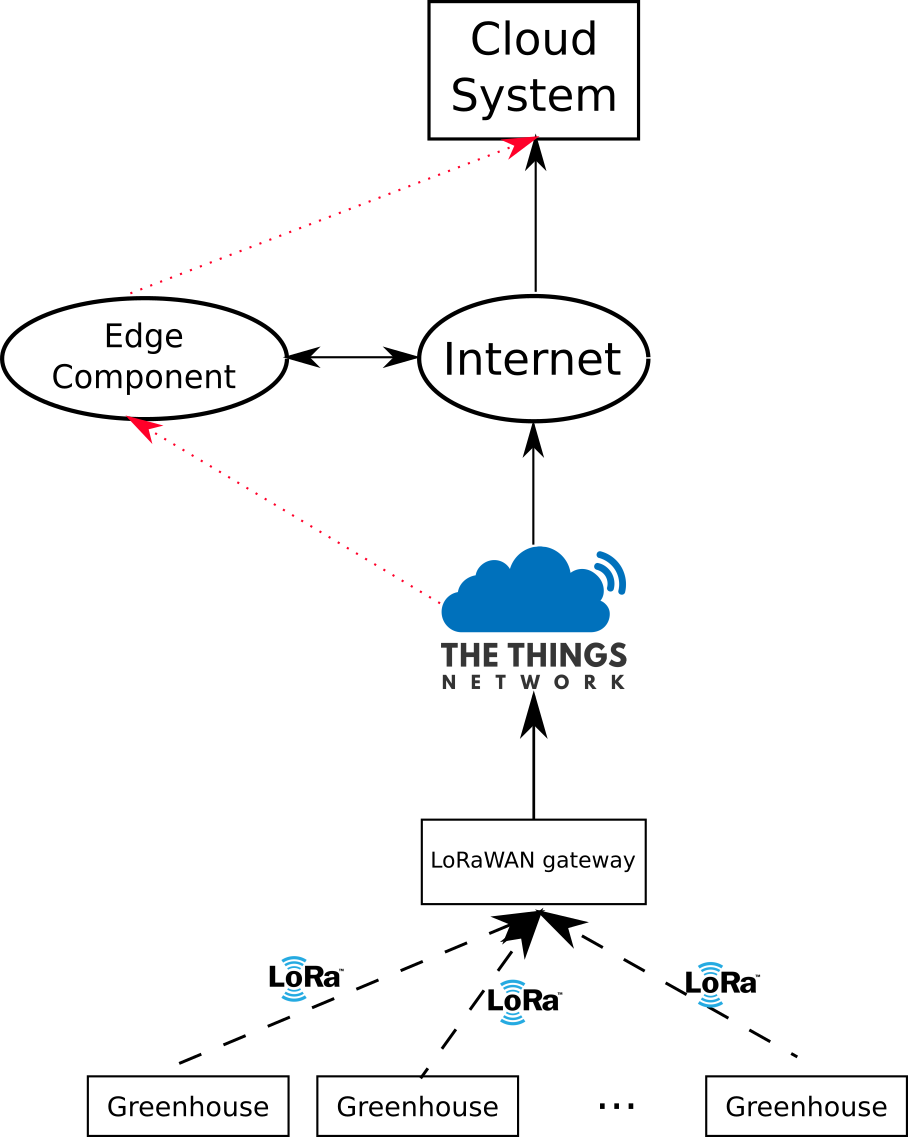 Cloud
System
Edge
Component
Internet
THE THINGS
NETWORK
LoRaWAN gateway
LoRa™
LoRa™
LoRa™
Greenhouse
Greenhouse
...
Greenhouse